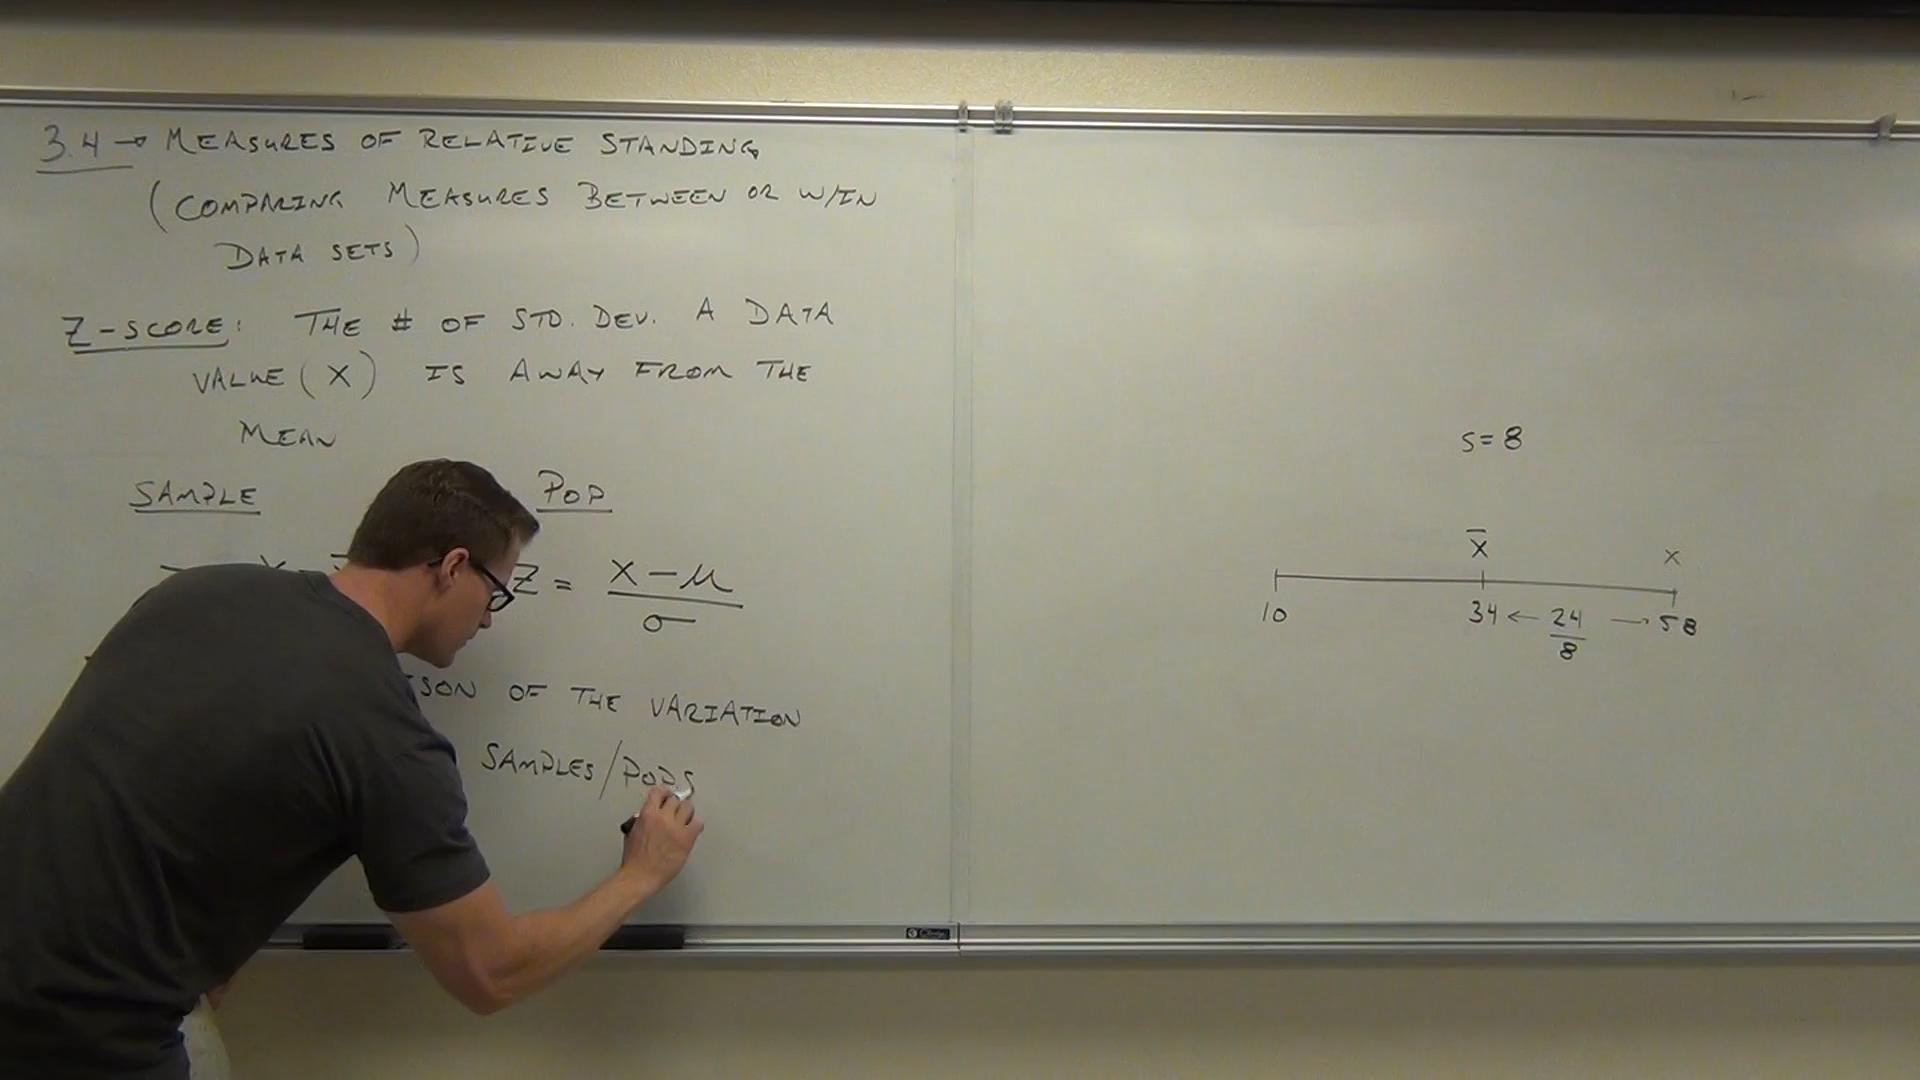 3.4 → MEASURES OF RELATIVE STANDING
(COMPARING MEASURES BETWEEN OR W/IN
DATA SETS)
Z-SCORE: THE # OF STD. DEV. A DATA
VALUE (X) IS AWAY FROM THE
MEAN
SAMPLE POP
Z = X - μ / σ
OF THE VARIATION
SAMPLES/POPS
S = 8
x̄ x
10 34 ← 24/8 → 58